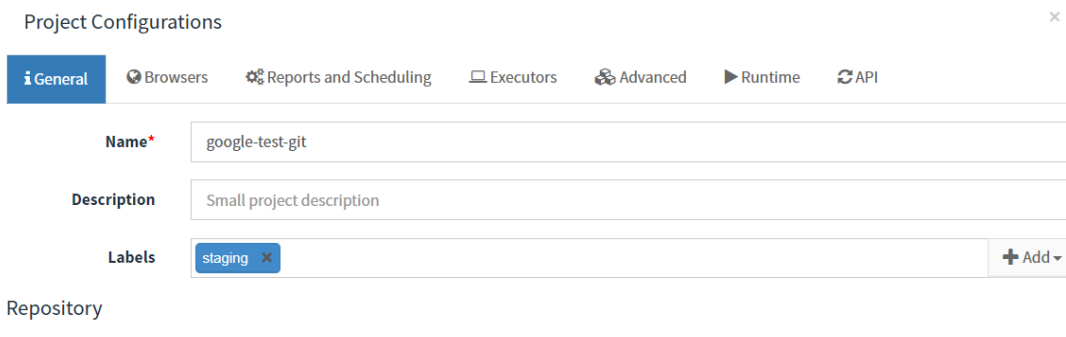 Project Configurations ×
General Browsers Reports and Scheduling Executors Advanced Runtime API
Name* google-test-git
Description Small project description
Labels staging × Add
Repository